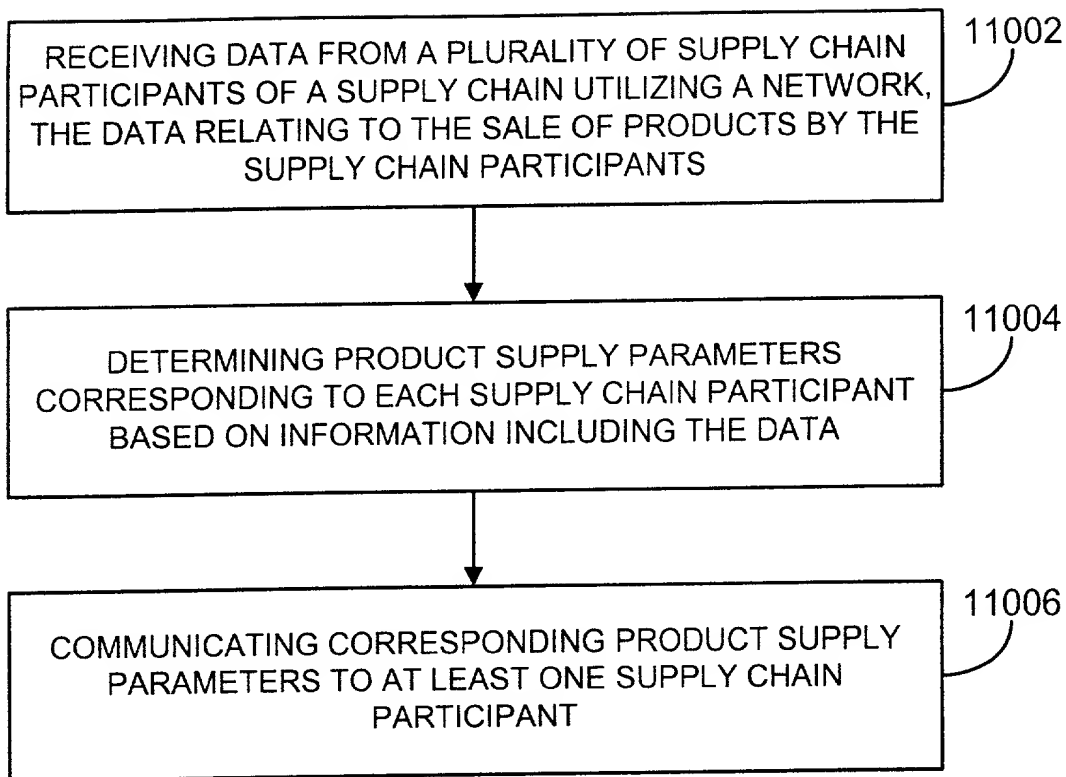 11002
RECEIVING DATA FROM A PLURALITY OF SUPPLY CHAIN
PARTICIPANTS OF A SUPPLY CHAIN UTILIZING A NETWORK,
THE DATA RELATING TO THE SALE OF PRODUCTS BY THE
SUPPLY CHAIN PARTICIPANTS
11004
DETERMINING PRODUCT SUPPLY PARAMETERS
CORRESPONDING TO EACH SUPPLY CHAIN PARTICIPANT
BASED ON INFORMATION INCLUDING THE DATA
11006
COMMUNICATING CORRESPONDING PRODUCT SUPPLY
PARAMETERS TO AT LEAST ONE SUPPLY CHAIN
PARTICIPANT